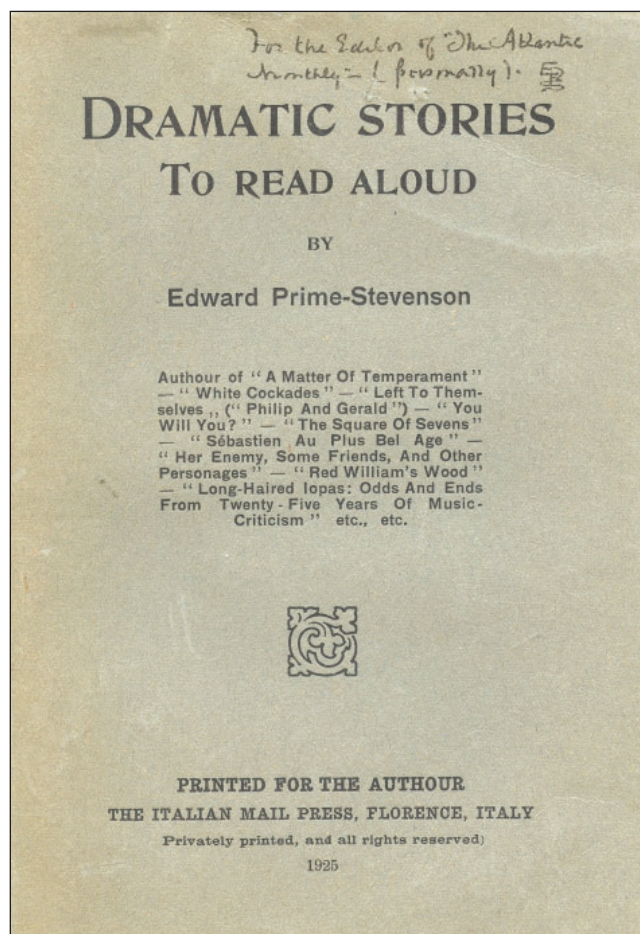 For the Editor of "The Atlantic
Monthly" - (personally).
DRAMATIC STORIES
TO READ ALOUD
BY
Edward Prime-Stevenson
Authour of “ A Matter Of Temperament ”
— “ White Cockades ” — “ Left To Them-
selves ,, (“ Philip And Gerald ”) — “ You
Will You? ” — “ The Square Of Sevens ”
— “ Sébastien Au Plus Bel Age ” —
“ Her Enemy, Some Friends, And Other
Personages ” — “ Red William's Wood ”
— “ Long-Haired Iopas: Odds And Ends
From Twenty - Five Years Of Music-
Criticism ” etc., etc.
PRINTED FOR THE AUTHOUR
THE ITALIAN MAIL PRESS, FLORENCE, ITALY
Privately printed, and all rights reserved)
1925